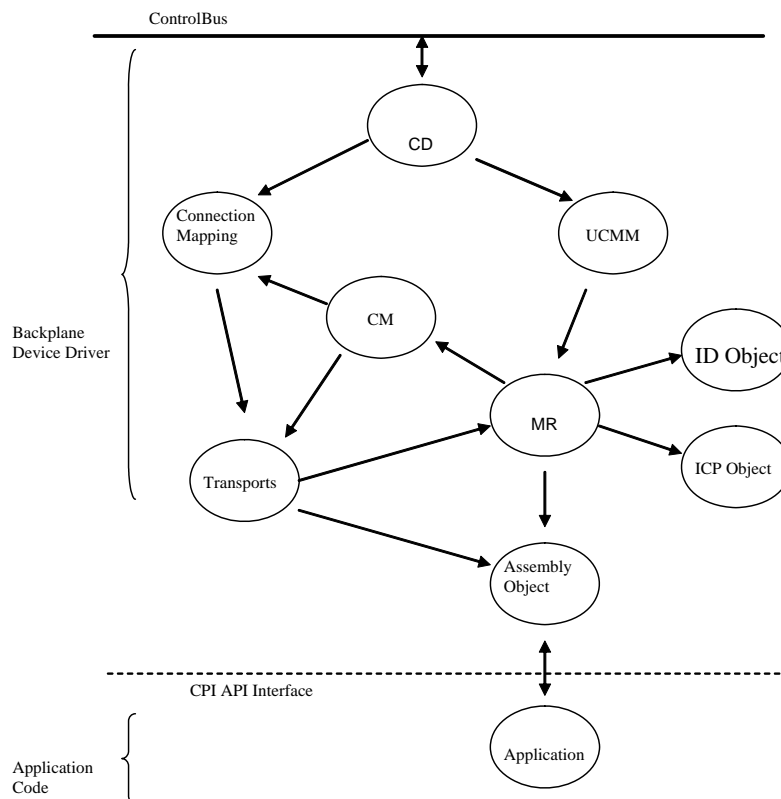 ControlBus
CD
Connection
Mapping
UCMM
CM
Backplane
Device Driver
ID Object
MR
ICP Object
Transports
Assembly
Object
CPI API Interface
Application
Application
Code